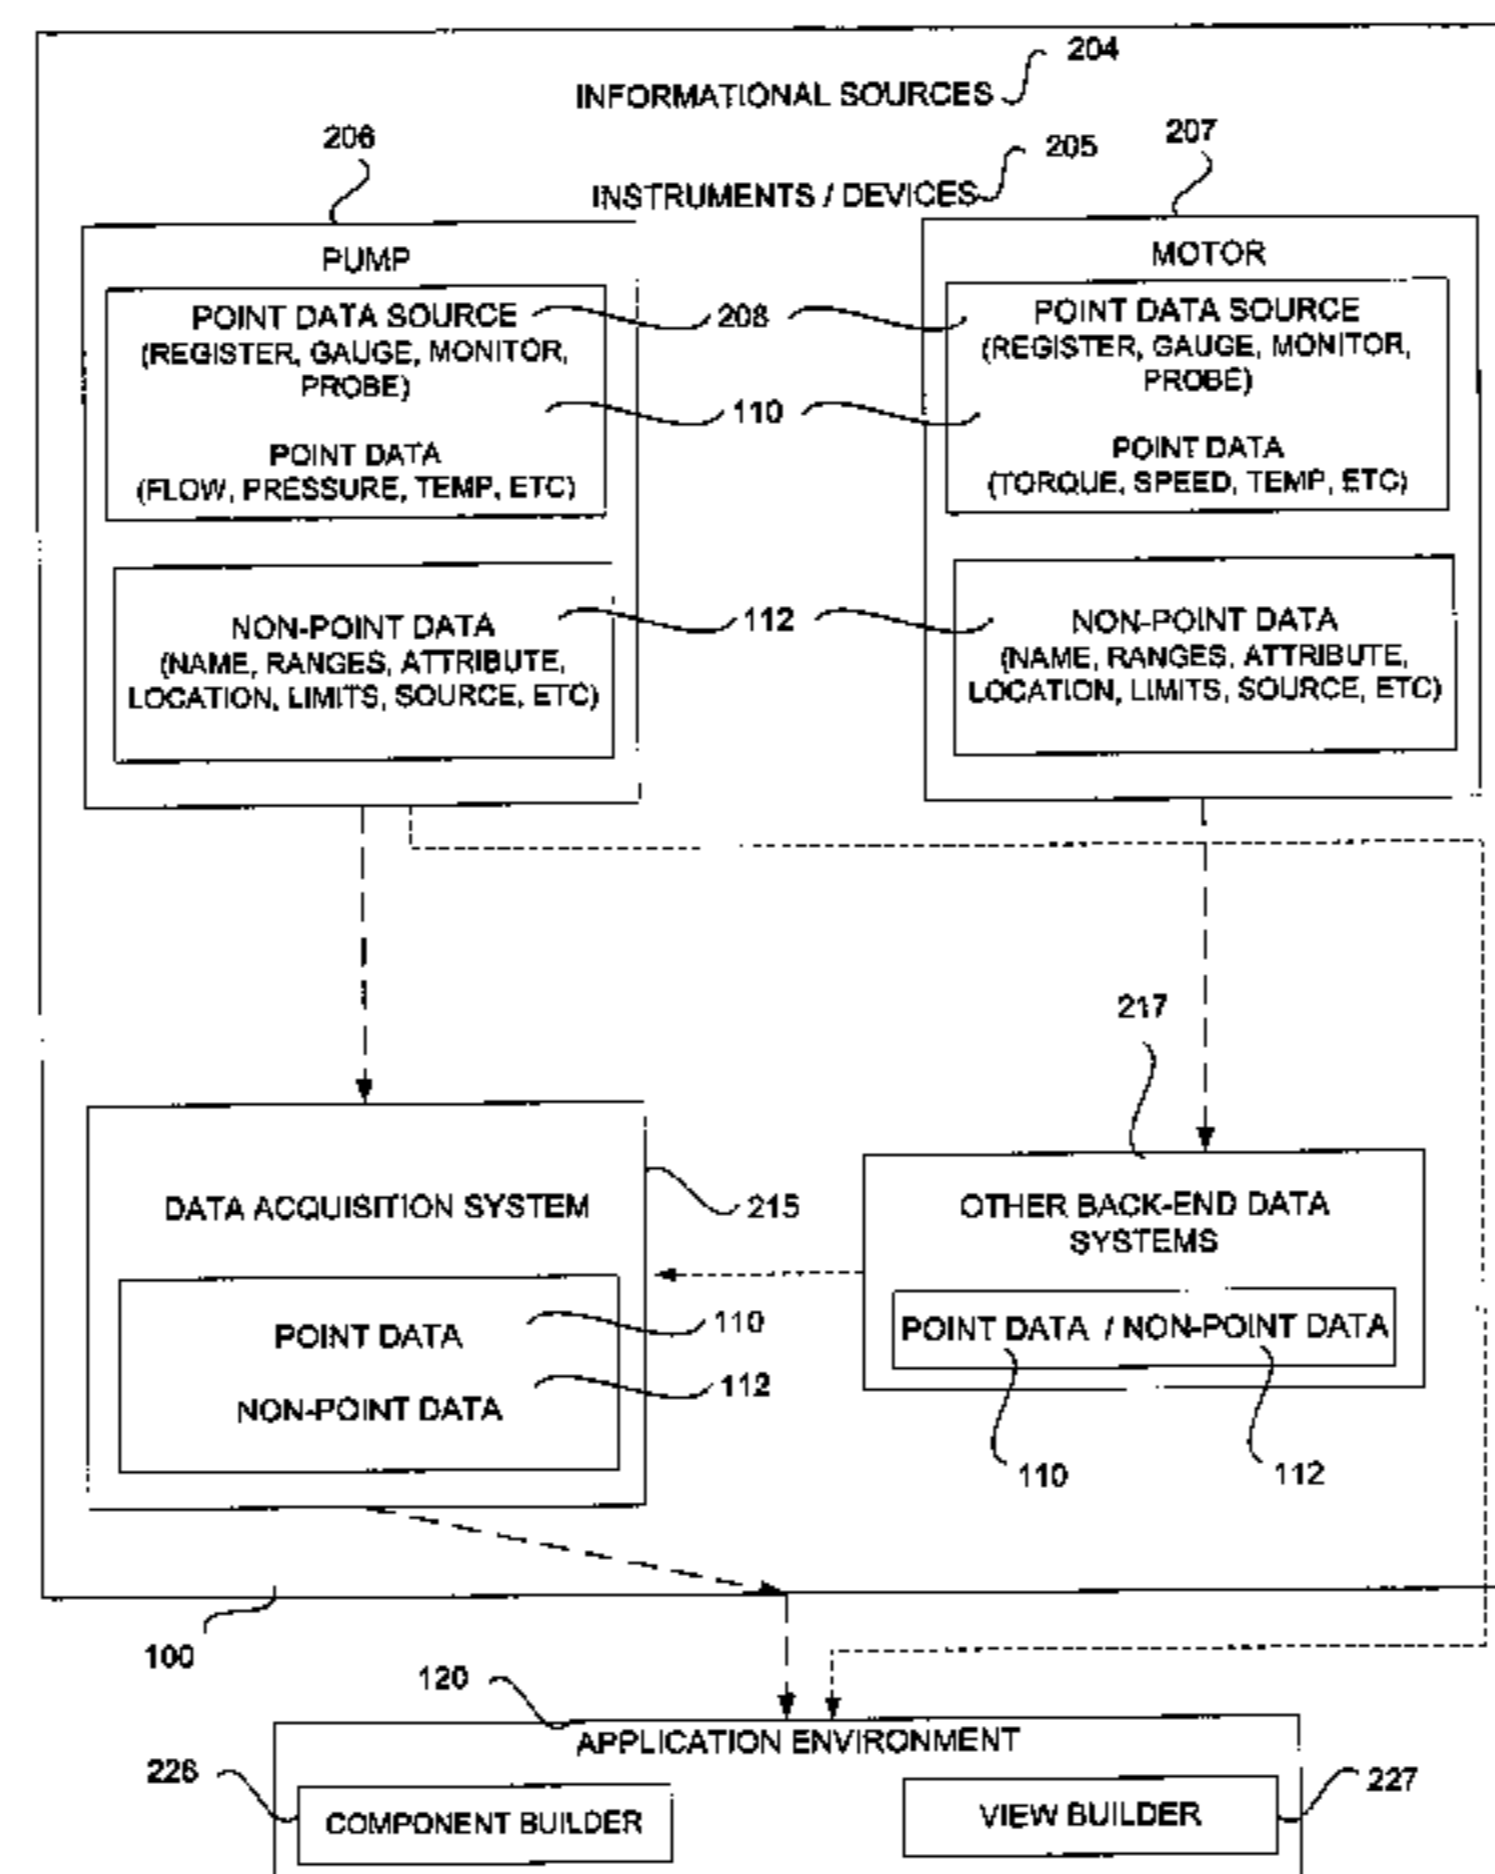 204
INFORMATIONAL SOURCES
206
205
207
INSTRUMENTS / DEVICES
PUMP
POINT DATA SOURCE
(REGISTER, GAUGE, MONITOR,
PROBE)
POINT DATA
(FLOW, PRESSURE, TEMP, ETC)
NON-POINT DATA
(NAME, RANGES, ATTRIBUTE,
LOCATION, LIMITS, SOURCE, ETC)
208
110
112
MOTOR
POINT DATA SOURCE
(REGISTER, GAUGE, MONITOR,
PROBE)
POINT DATA
(TORQUE, SPEED, TEMP, ETC)
NON-POINT DATA
(NAME, RANGES, ATTRIBUTE,
LOCATION, LIMITS, SOURCE, ETC)
DATA ACQUISITION SYSTEM
215
POINT DATA
110
NON-POINT DATA
112
217
OTHER BACK-END DATA
SYSTEMS
POINT DATA / NON-POINT DATA
110
112
100
120
APPLICATION ENVIRONMENT
226
COMPONENT BUILDER
VIEW BUILDER
227